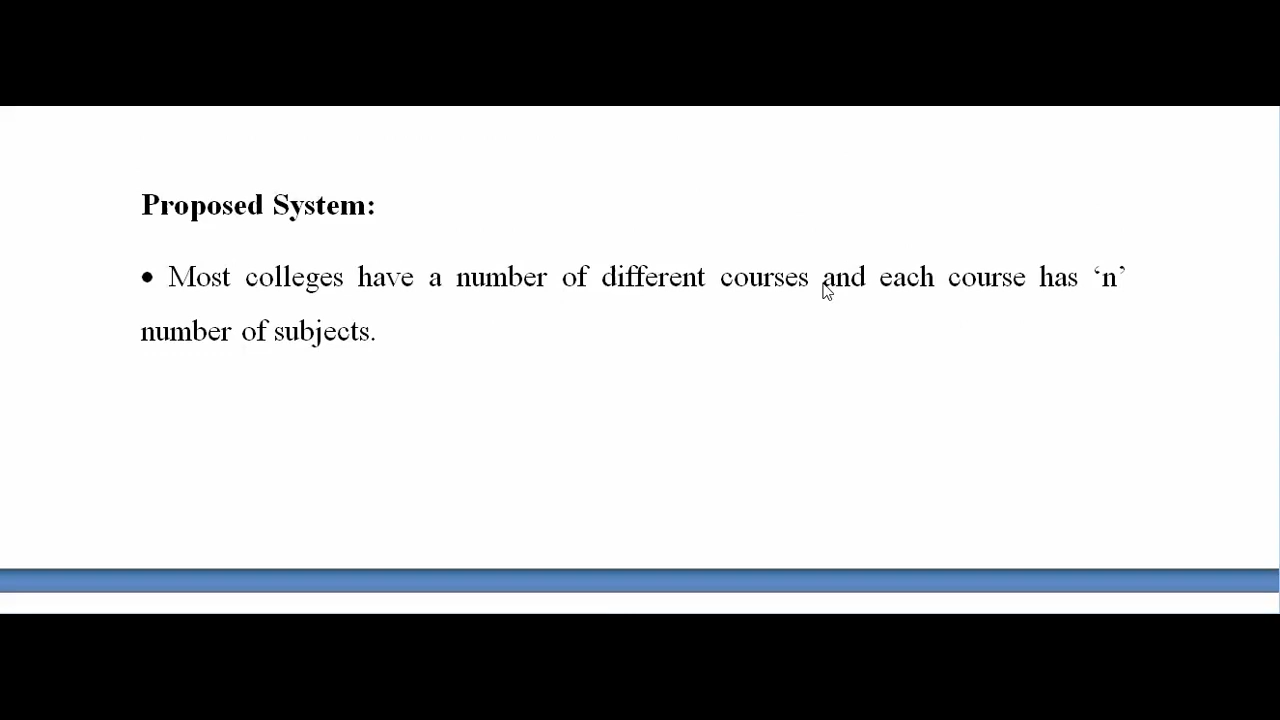 Proposed System:
• Most colleges have a number of different courses and each course has ‘n’
number of subjects.